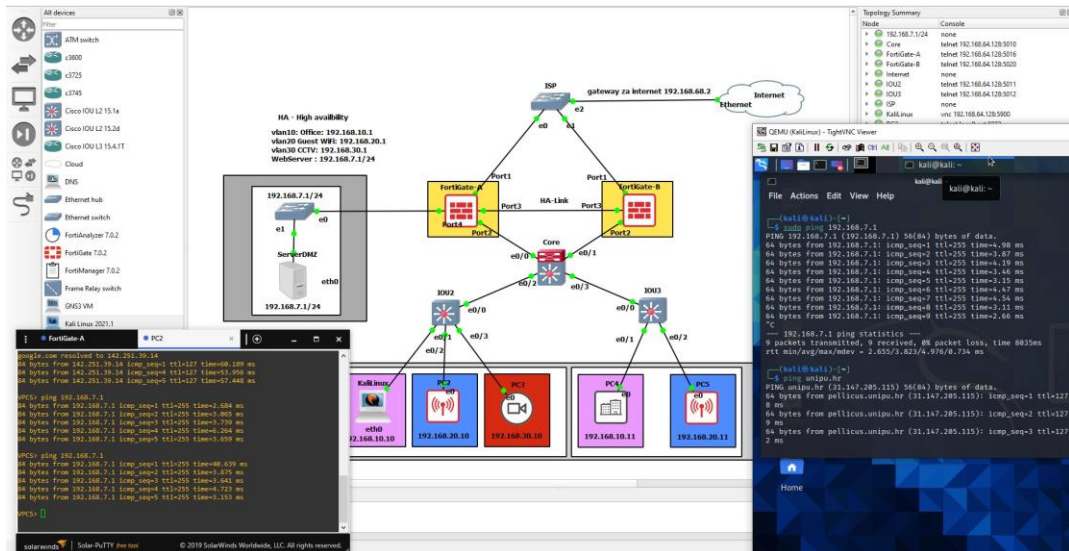 All devices
Filter
ATM switch
c3600
c3725
c3745
Cisco IOU L2 15.1a
Cisco IOU L2 15.2d
Cisco IOU L3 15.4.1T
Cloud
DNS
Ethernet hub
Ethernet switch
FortiAnalyzer 7.0.2
FortiGate 7.0.2
FortiManager 7.0.2
Frame Relay switch
GNS3 VM
Kali Linux 2021.1
HA - High avaibility
vlan10: Office: 192.168.10.1
vlan20 Guest WiFi: 192.168.20.1
vlan30 CCTV: 192.168.30.1
WebServer : 192.168.7.1/24
ISP
gateway za internet 192.168.68.2
Internet
Ethernet
e2
e0
e1
Port1
Port1
FortiGate-A
FortiGate-B
Port3
HA-Link
Port3
Port4
Port2
Port2
192.168.7.1/24
e0
e1
ServerDMZ
eth0
192.168.7.1/24
Core
e0/0
e0/1
e0/2
e0/3
IOU2
IOU3
e0/0
e0/0
e0/1
e0/3
e0/2
e0/1
e0/2
KaliLinux
PC2
PC3
PC4
PC5
e0
e0
e0
e0
eth0
192.168.20.10
192.168.30.10
192.168.10.11
192.168.20.11
Topology Summary
Node Console
192.168.7.1/24 none
Core telnet 192.168.64.128:5010
FortiGate-A telnet 192.168.64.128:5016
FortiGate-B telnet 192.168.64.128:5020
Internet none
IOU2 telnet 192.168.64.128:5011
IOU3 telnet 192.168.64.128:5012
ISP none
KaliLinux vnc 192.168.64.128:5900
QEMU (KaliLinux) - TightVNC Viewer
kali@kali: ~
kali@kali
kali@kali: ~
File Actions Edit View Help
(kali㉿kali)-[~]
$ sudo ping 192.168.7.1
PING 192.168.7.1 (192.168.7.1) 56(84) bytes of data.
64 bytes from 192.168.7.1: icmp_seq=1 ttl=255 time=4.98 ms
64 bytes from 192.168.7.1: icmp_seq=2 ttl=255 time=3.87 ms
64 bytes from 192.168.7.1: icmp_seq=3 ttl=255 time=4.19 ms
64 bytes from 192.168.7.1: icmp_seq=4 ttl=255 time=3.46 ms
64 bytes from 192.168.7.1: icmp_seq=5 ttl=255 time=3.15 ms
64 bytes from 192.168.7.1: icmp_seq=6 ttl=255 time=4.47 ms
64 bytes from 192.168.7.1: icmp_seq=7 ttl=255 time=4.54 ms
64 bytes from 192.168.7.1: icmp_seq=8 ttl=255 time=3.11 ms
64 bytes from 192.168.7.1: icmp_seq=9 ttl=255 time=2.66 ms
^C
--- 192.168.7.1 ping statistics ---
9 packets transmitted, 9 received, 0% packet loss, time 8035ms
rtt min/avg/max/mdev = 2.655/3.823/4.976/0.734 ms
(kali㉿kali)-[~]
$ ping unipu.hr
PING unipu.hr (31.147.205.115) 56(84) bytes of data.
64 bytes from pellicus.unipu.hr (31.147.205.115): icmp_seq=1 ttl=127
8 ms
64 bytes from pellicus.unipu.hr (31.147.205.115): icmp_seq=2 ttl=127
9 ms
64 bytes from pellicus.unipu.hr (31.147.205.115): icmp_seq=3 ttl=127
2 ms
Home
FortiGate-A
PC2
google.com resolved to 142.251.39.14
84 bytes from 142.251.39.14 icmp_seq=1 ttl=127 time=60.189 ms
84 bytes from 142.251.39.14 icmp_seq=4 ttl=127 time=53.956 ms
84 bytes from 142.251.39.14 icmp_seq=5 ttl=127 time=57.448 ms
VPCS> ping 192.168.7.1
84 bytes from 192.168.7.1 icmp_seq=1 ttl=255 time=2.684 ms
84 bytes from 192.168.7.1 icmp_seq=2 ttl=255 time=3.065 ms
84 bytes from 192.168.7.1 icmp_seq=3 ttl=255 time=3.739 ms
84 bytes from 192.168.7.1 icmp_seq=4 ttl=255 time=6.264 ms
84 bytes from 192.168.7.1 icmp_seq=5 ttl=255 time=3.659 ms
VPCS> ping 192.168.7.1
84 bytes from 192.168.7.1 icmp_seq=1 ttl=255 time=40.639 ms
84 bytes from 192.168.7.1 icmp_seq=2 ttl=255 time=3.875 ms
84 bytes from 192.168.7.1 icmp_seq=3 ttl=255 time=3.641 ms
84 bytes from 192.168.7.1 icmp_seq=4 ttl=255 time=4.723 ms
84 bytes from 192.168.7.1 icmp_seq=5 ttl=255 time=3.153 ms
VPCS>
solarwinds Solar-PuTTY free tool © 2019 SolarWinds Worldwide, LLC. All rights reserved.